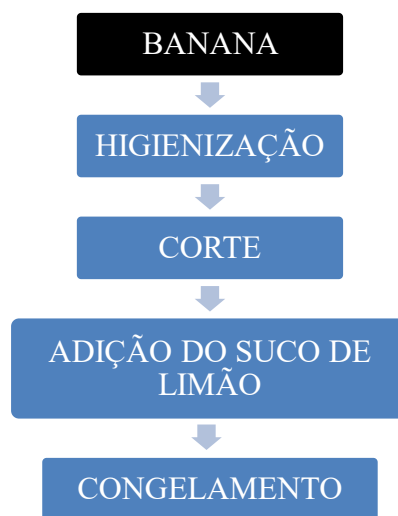 BANANA
HIGIENIZAÇÃO
CORTE
ADIÇÃO DO SUCO DE
LIMÃO
CONGELAMENTO